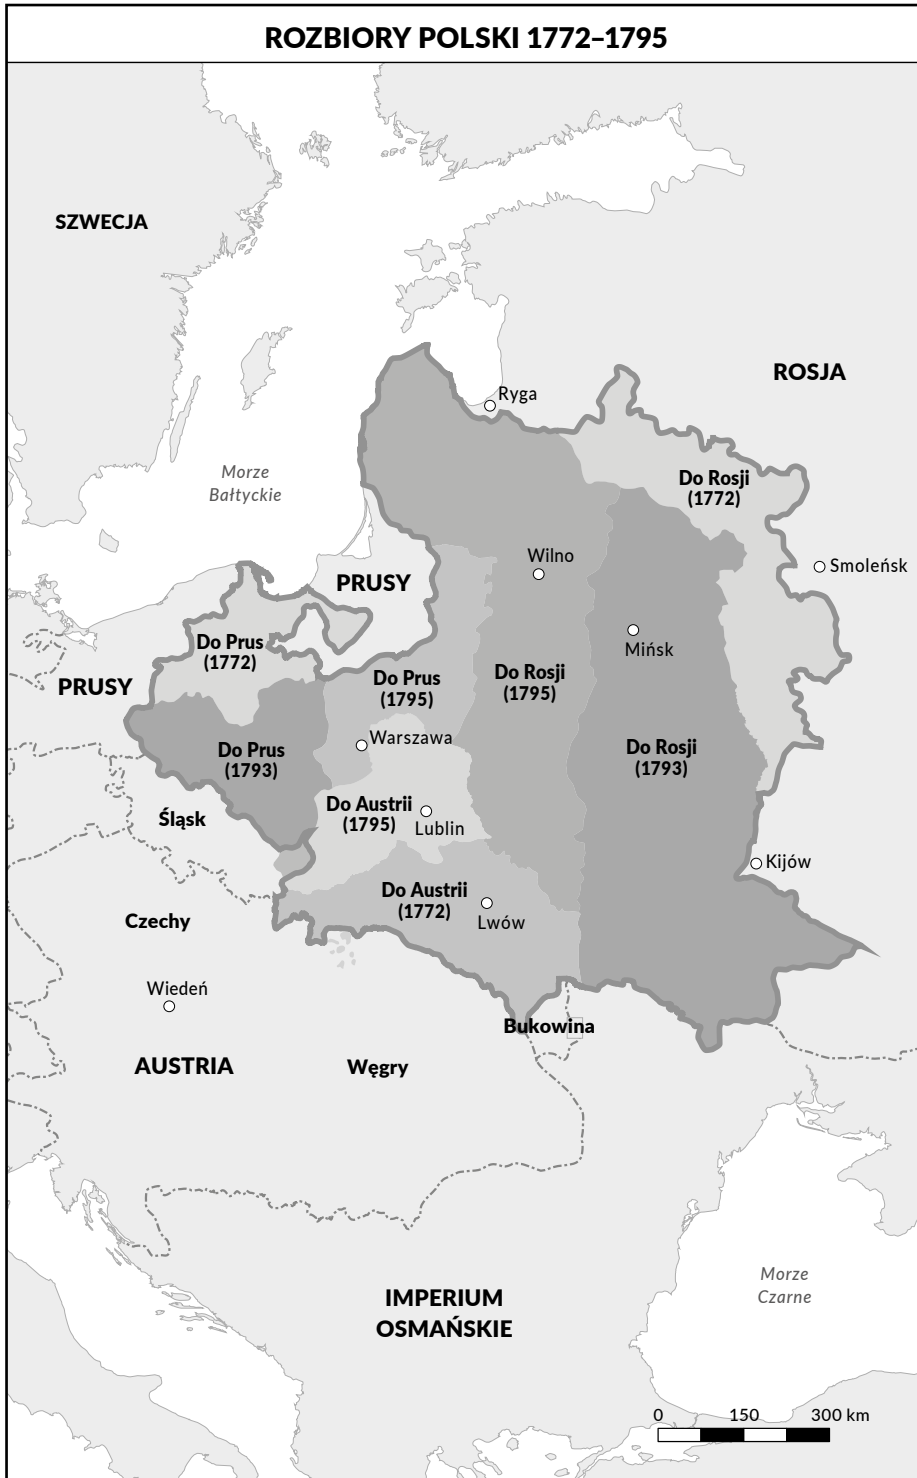 ROZBIORY POLSKI 1772–1795
SZWECJA
ROSJA
Ryga
Morze
Bałtyckie
Do Rosji
(1772)
Wilno
Smoleńsk
PRUSY
Mińsk
Do Prus
(1772)
PRUSY
Do Prus
(1795)
Do Rosji
(1795)
Warszawa
Do Prus
(1793)
Do Rosji
(1793)
Śląsk
Do Austrii
(1795)
Lublin
Kijów
Do Austrii
(1772)
Lwów
Czechy
Wiedeń
Bukowina
AUSTRIA
Węgry
Morze
Czarne
IMPERIUM
OSMAŃSKIE
0 150 300 km